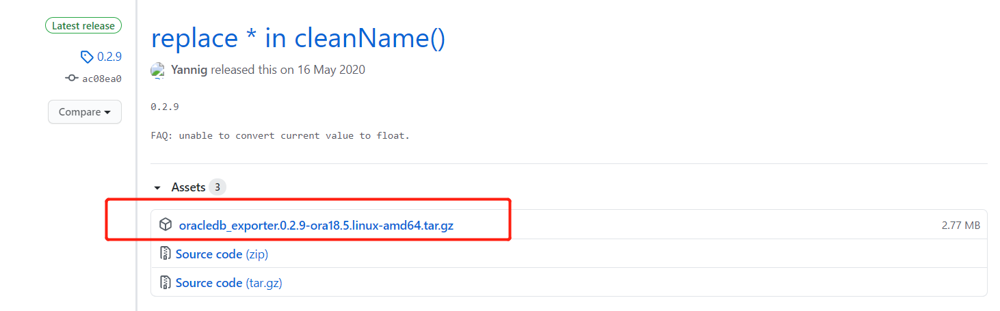 Latest release
0.2.9
ac08ea0
Compare
replace * in cleanName()
Yannig released this on 16 May 2020
0.2.9
FAQ: unable to convert current value to float.
Assets 3
oracledb_exporter.0.2.9-ora18.5.linux-amd64.tar.gz 2.77 MB
Source code (zip)
Source code (tar.gz)